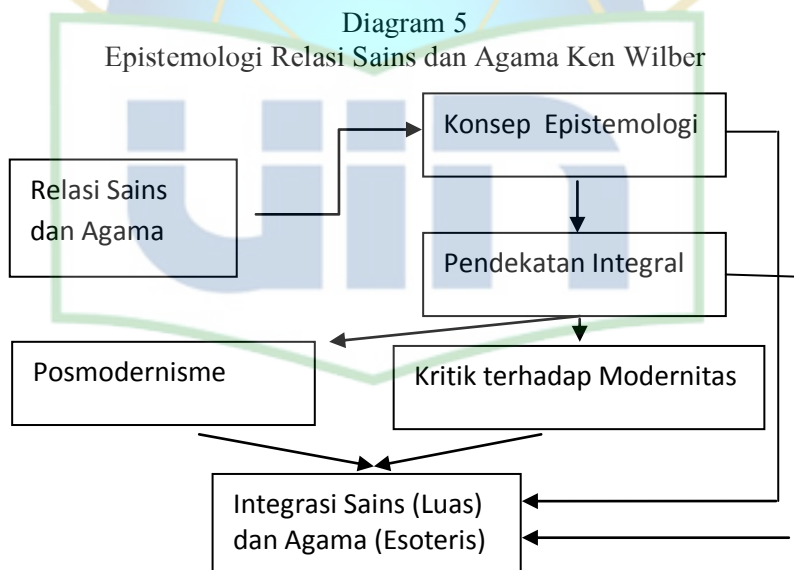 Diagram 5
Epistemologi Relasi Sains dan Agama Ken Wilber
Konsep Epistemologi
Relasi Sains
dan Agama
Pendekatan Integral
Posmodernisme
Kritik terhadap Modernitas
Integrasi Sains (Luas)
dan Agama (Esoteris)
uin